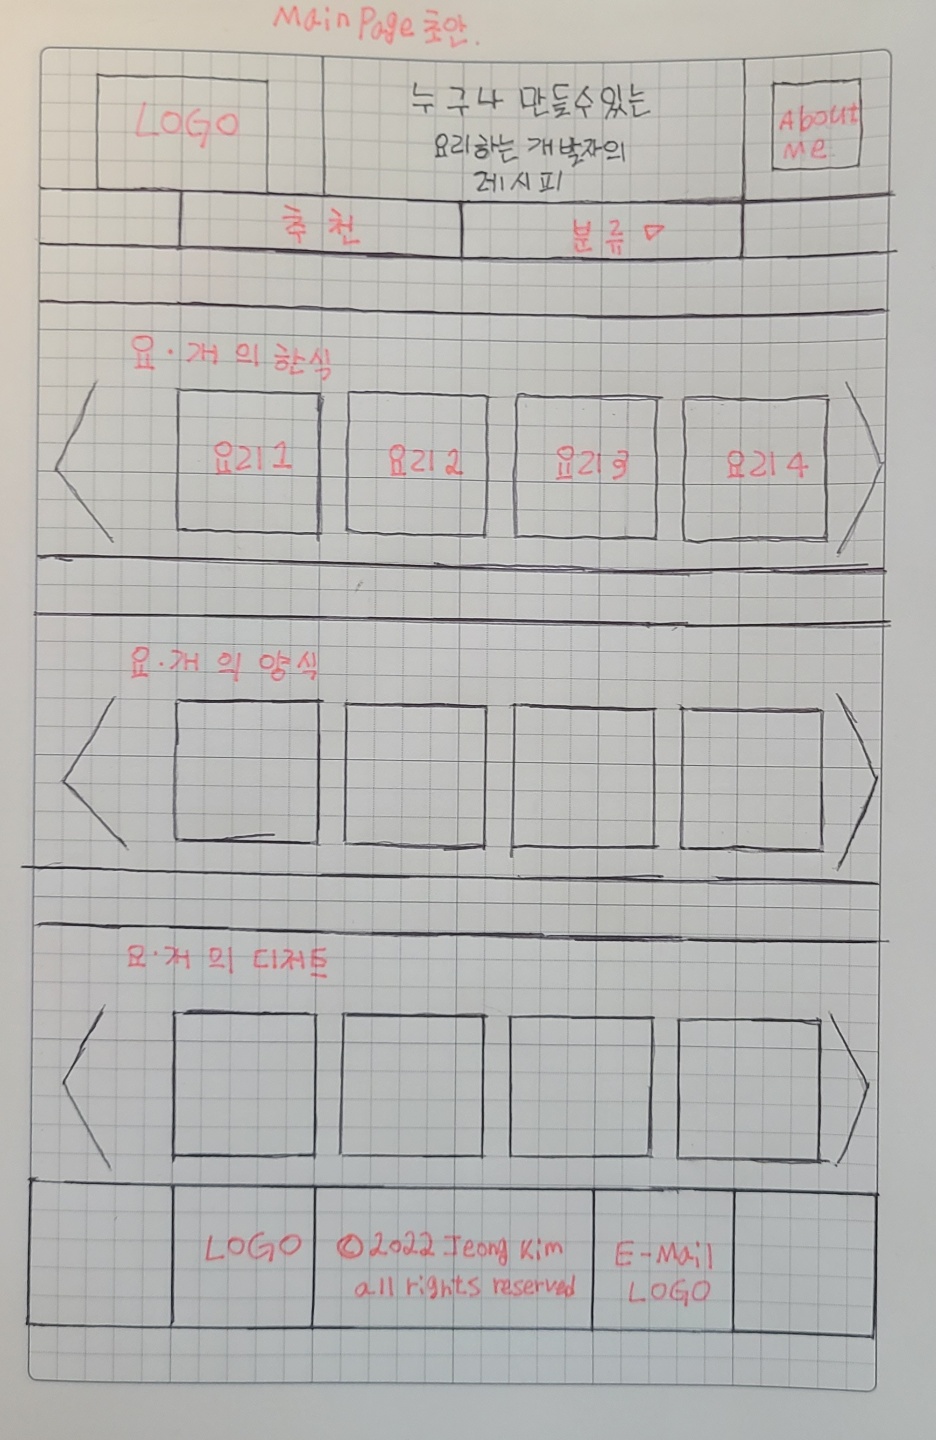 Main Page 초안.
LOGO
누구나 만들수있는
요리하는 개발자의
레시피
About
Me
추천
분류 ▽
요·개의 한식
요리1
요리2
요리3
요리4
요·개의 양식
요·개의 디저트
LOGO
©2022 Jeong Kim
all rights reserved
E-Mail
LOGO